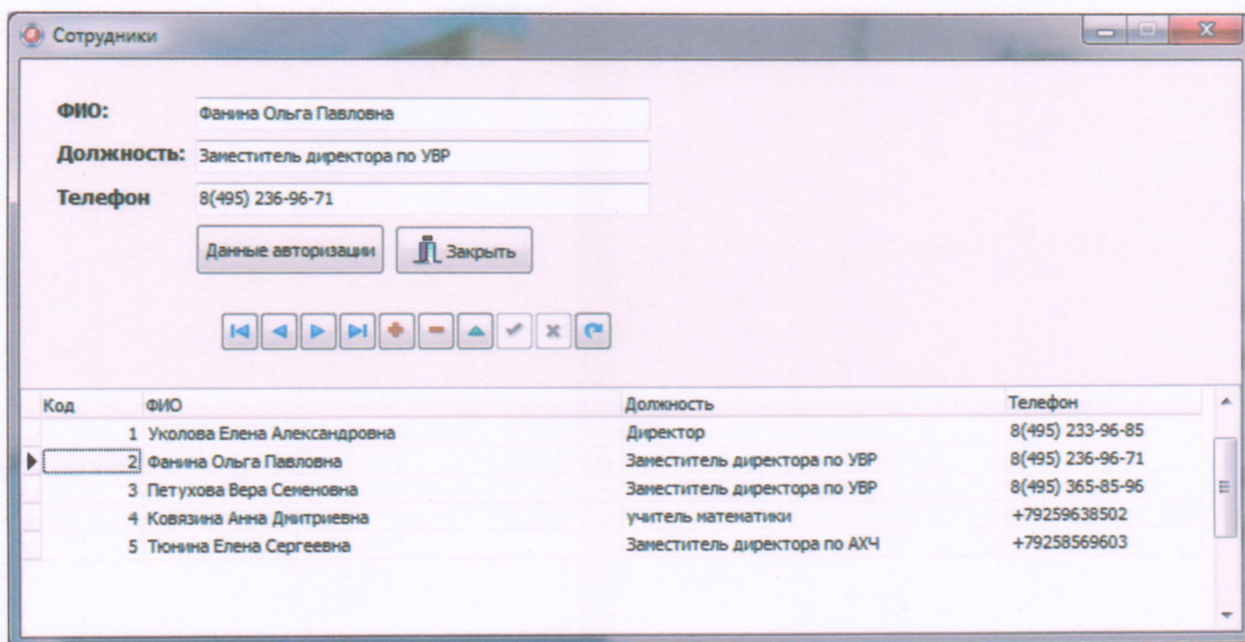 Сотрудники
ФИО: Фанина Ольга Павловна
Должность: Заместитель директора по УВР
Телефон 8(495) 236-96-71
Данные авторизации Закрыть
Код ФИО Должность Телефон
1 Уколова Елена Александровна Директор 8(495) 233-96-85
2 Фанина Ольга Павловна Заместитель директора по УВР 8(495) 236-96-71
3 Петухова Вера Семеновна Заместитель директора по УВР 8(495) 365-85-96
4 Ковязина Анна Дмитриевна учитель математики +79259638502
5 Тюнина Елена Сергеевна Заместитель директора по АХЧ +79258569603